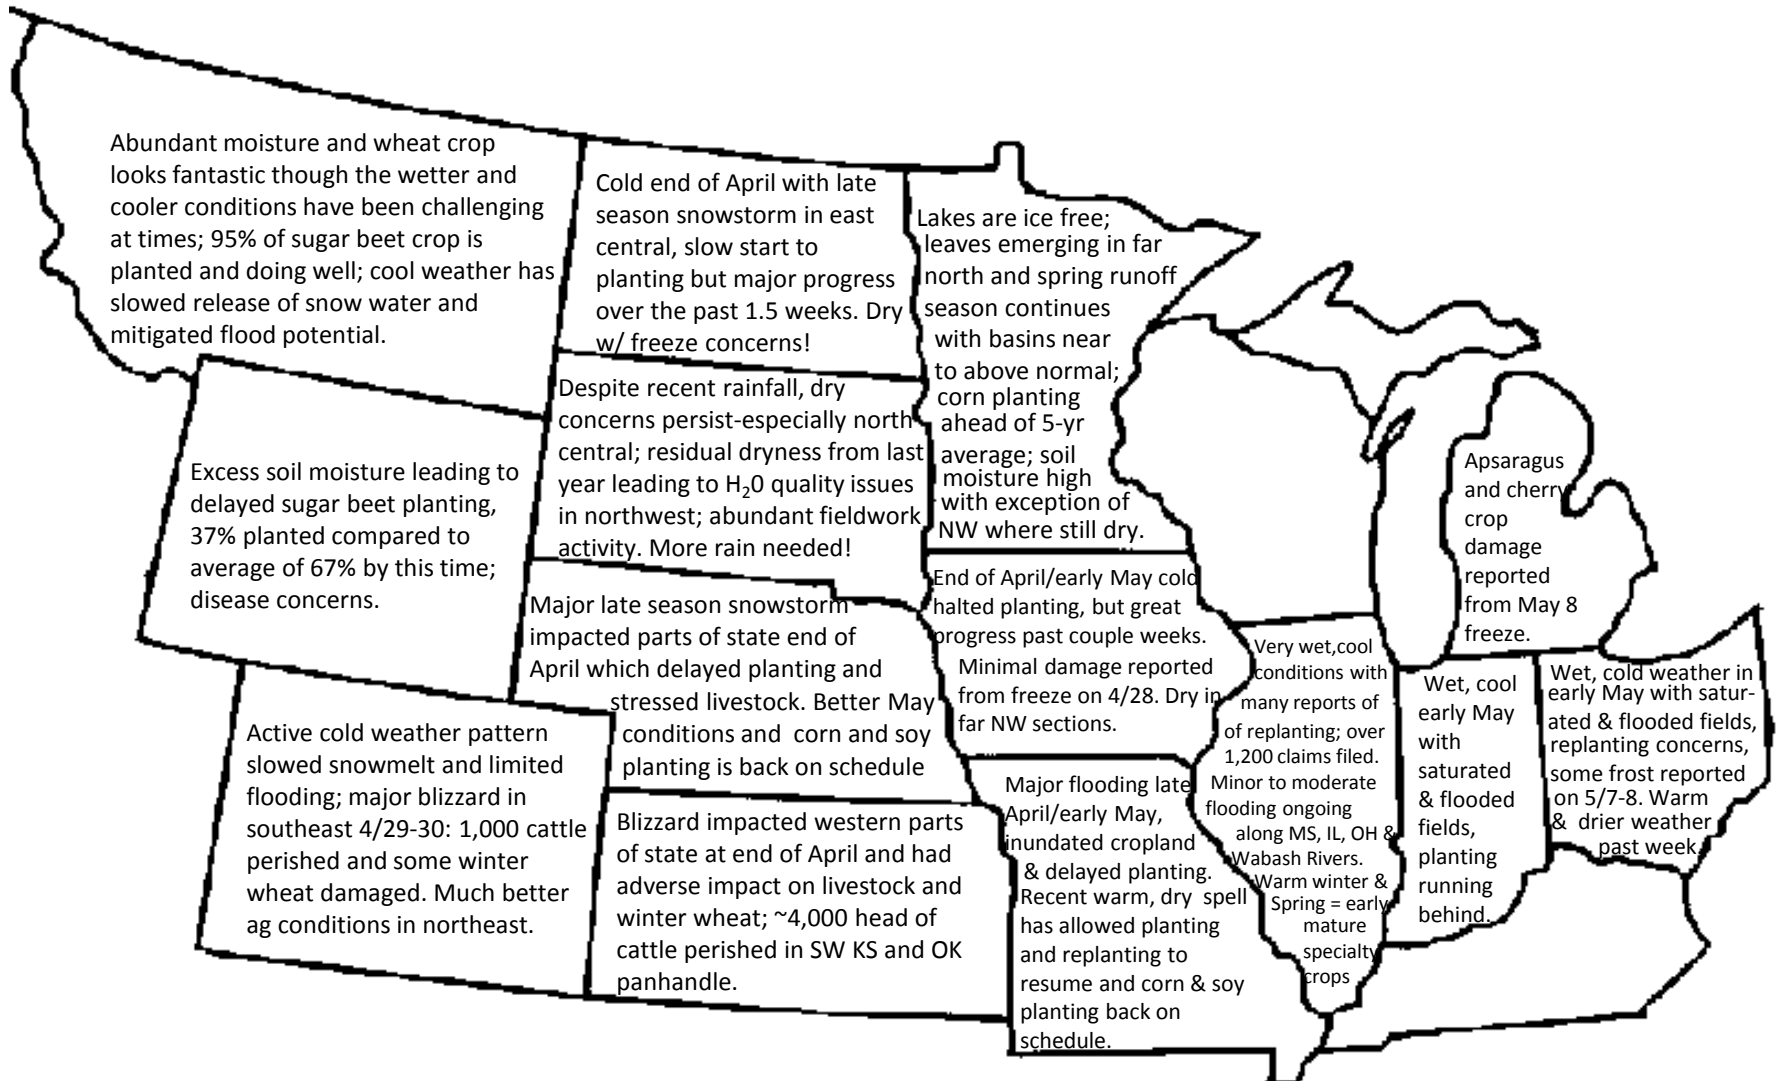 Abundant moisture and wheat crop
looks fantastic though the wetter and
cooler conditions have been challenging
at times; 95% of sugar beet crop is
planted and doing well; cool weather has
slowed release of snow water and
mitigated flood potential.
Cold end of April with late
season snowstorm in east
central, slow start to
planting but major progress
over the past 1.5 weeks. Dry
w/ freeze concerns!
Lakes are ice free;
leaves emerging in far
north and spring runoff
season continues
with basins near
to above normal;
corn planting
ahead of 5-yr
average; soil
moisture high
with exception of
NW where still dry.
Despite recent rainfall, dry
concerns persist-especially north
central; residual dryness from last
year leading to H₂0 quality issues
in northwest; abundant fieldwork
activity. More rain needed!
Excess soil moisture leading to
delayed sugar beet planting,
37% planted compared to
average of 67% by this time;
disease concerns.
Apsaragus
and cherry
crop
damage
reported
from May 8
freeze.
Major late season snowstorm
impacted parts of state end of
April which delayed planting and
stressed livestock. Better May
conditions and corn and soy
planting is back on schedule
End of April/early May cold
halted planting, but great
progress past couple weeks.
Minimal damage reported
from freeze on 4/28. Dry in
far NW sections.
Very wet,cool
conditions with
many reports of
of replanting; over
1,200 claims filed.
Minor to moderate
flooding ongoing
along MS, IL, OH &
Wabash Rivers.
Warm winter &
Spring = early
mature
specialty
crops
Wet, cool
early May
with
saturated
& flooded
fields,
planting
running
behind.
Wet, cold weather in
early May with satur-
ated & flooded fields,
replanting concerns,
some frost reported
on 5/7-8. Warm
& drier weather
past week.
Active cold weather pattern
slowed snowmelt and limited
flooding; major blizzard in
southeast 4/29-30: 1,000 cattle
perished and some winter
wheat damaged. Much better
ag conditions in northeast.
Blizzard impacted western parts
of state at end of April and had
adverse impact on livestock and
winter wheat; ~4,000 head of
cattle perished in SW KS and OK
panhandle.
Major flooding late
April/early May,
inundated cropland
& delayed planting.
Recent warm, dry spell
has allowed planting
and replanting to
resume and corn & soy
planting back on
schedule.